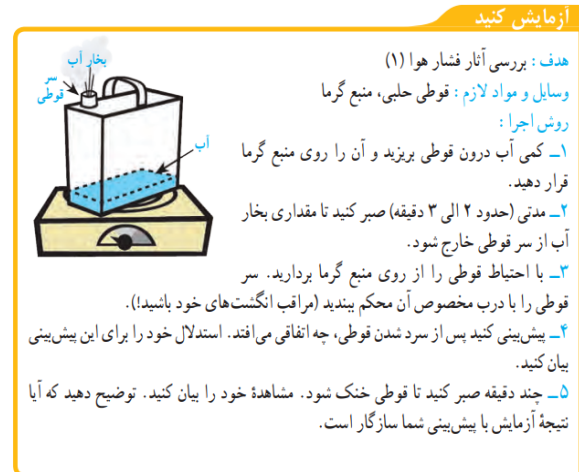 آزمایش کنید
هدف : بررسی آثار فشار هوا (۱)
وسایل و مواد لازم : قوطی حلبی، منبع گرما
روش اجرا :
۱ــ کمی آب درون قوطی بریزید و آن را روی منبع گرما
قرار دهید.
۲ــ مدتی (حدود ۲ الی ۳ دقیقه) صبر کنید تا مقداری بخار
آب از سر قوطی خارج شود.
۳ــ با احتیاط قوطی را از روی منبع گرما بردارید. سر
قوطی را با درب مخصوص آن محکم ببندید (مراقب انگشت‌های خود باشید!).
۴ــ پیش‌بینی کنید پس از سرد شدن قوطی، چه اتفاقی می‌افتد. استدلال خود را برای این پیش‌بینی
بیان کنید.
۵ــ چند دقیقه صبر کنید تا قوطی خنک شود. مشاهدهٔ خود را بیان کنید. توضیح دهید که آیا
نتیجهٔ آزمایش با پیش‌بینی شما سازگار است.
بخار آب
سر
قوطی
آب